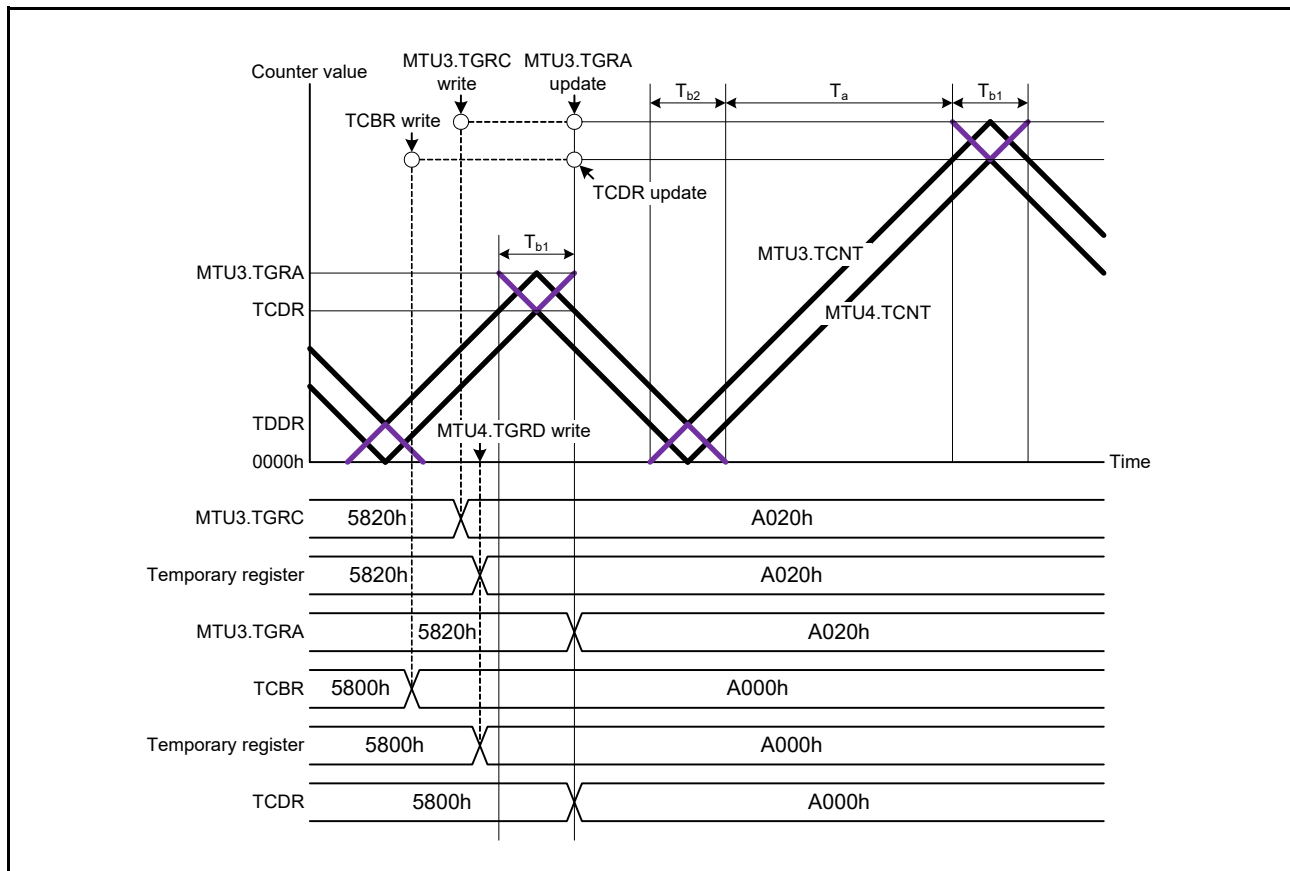 MTU3.TGRC
write
MTU3.TGRA
update
Counter value
Tb2
Ta
Tb1
TCBR write
TCDR update
Tb1
MTU3.TCNT
MTU3.TGRA
TCDR
MTU4.TCNT
TDDR
MTU4.TGRD write
0000h
Time
MTU3.TGRC
5820h
A020h
Temporary register
5820h
A020h
MTU3.TGRA
5820h
A020h
TCBR
5800h
A000h
Temporary register
5800h
A000h
TCDR
5800h
A000h